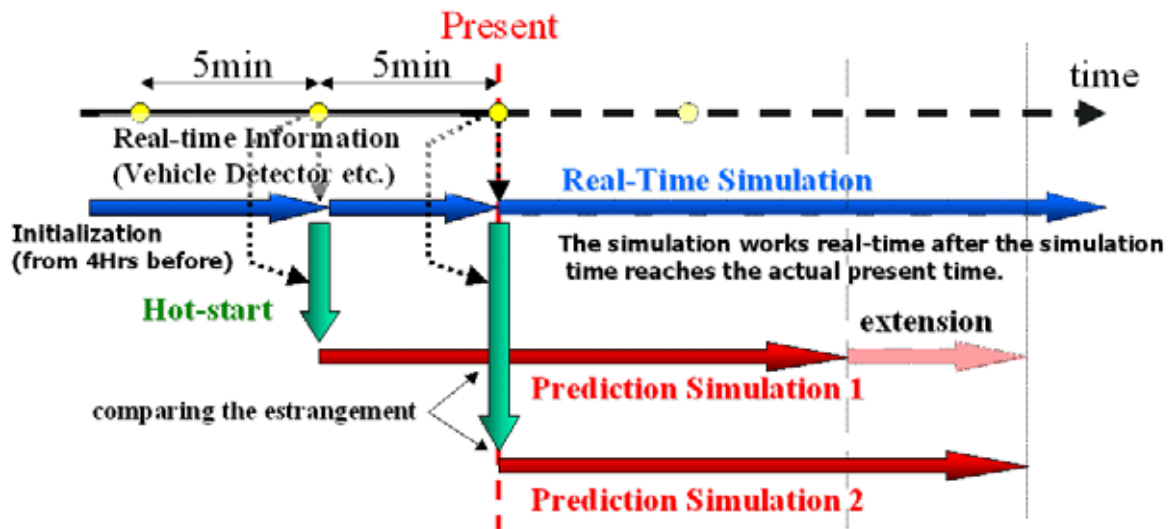 Present
5min
5min
time
Real-time Information
(Vehicle Detector etc.)
Real-Time Simulation
Initialization
(from 4Hrs before)
The simulation works real-time after the simulation
time reaches the actual present time.
Hot-start
extension
Prediction Simulation 1
comparing the estrangement
Prediction Simulation 2